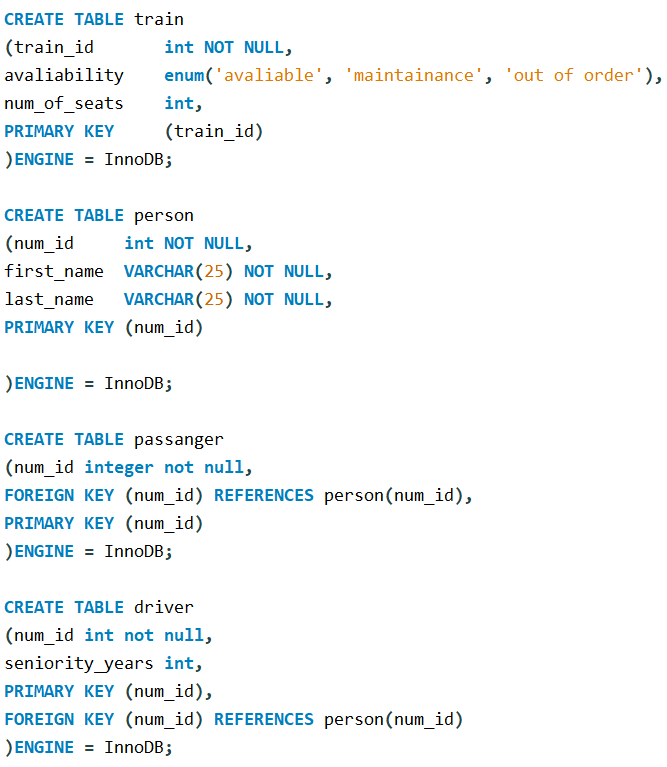 CREATE TABLE train
(train_id int NOT NULL,
avaliability enum('avaliable', 'maintainance', 'out of order'),
num_of_seats int,
PRIMARY KEY (train_id)
)ENGINE = InnoDB;
CREATE TABLE person
(num_id int NOT NULL,
first_name VARCHAR(25) NOT NULL,
last_name VARCHAR(25) NOT NULL,
PRIMARY KEY (num_id)
)ENGINE = InnoDB;
CREATE TABLE passanger
(num_id integer not null,
FOREIGN KEY (num_id) REFERENCES person(num_id),
PRIMARY KEY (num_id)
)ENGINE = InnoDB;
CREATE TABLE driver
(num_id int not null,
seniority_years int,
PRIMARY KEY (num_id),
FOREIGN KEY (num_id) REFERENCES person(num_id)
)ENGINE = InnoDB;